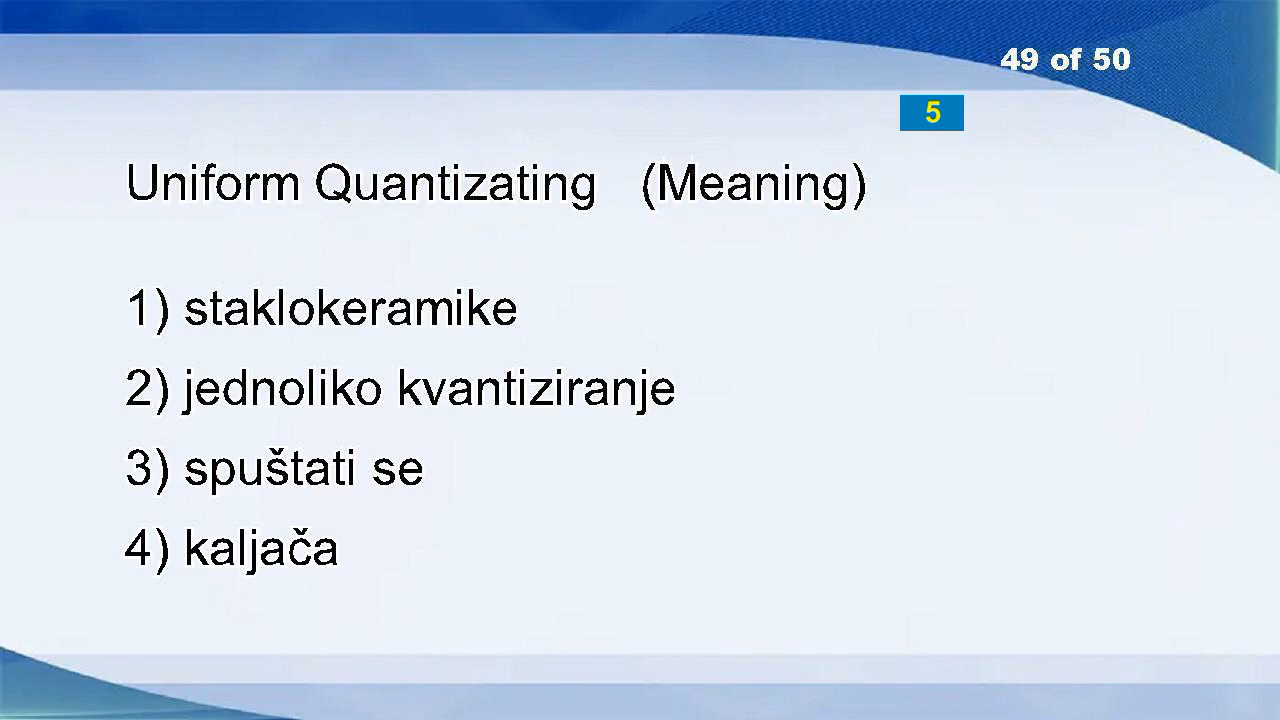 49 of 50
5
Uniform Quantizating (Meaning)
1) staklokeramike
2) jednoliko kvantiziranje
3) spuštati se
4) kaljača